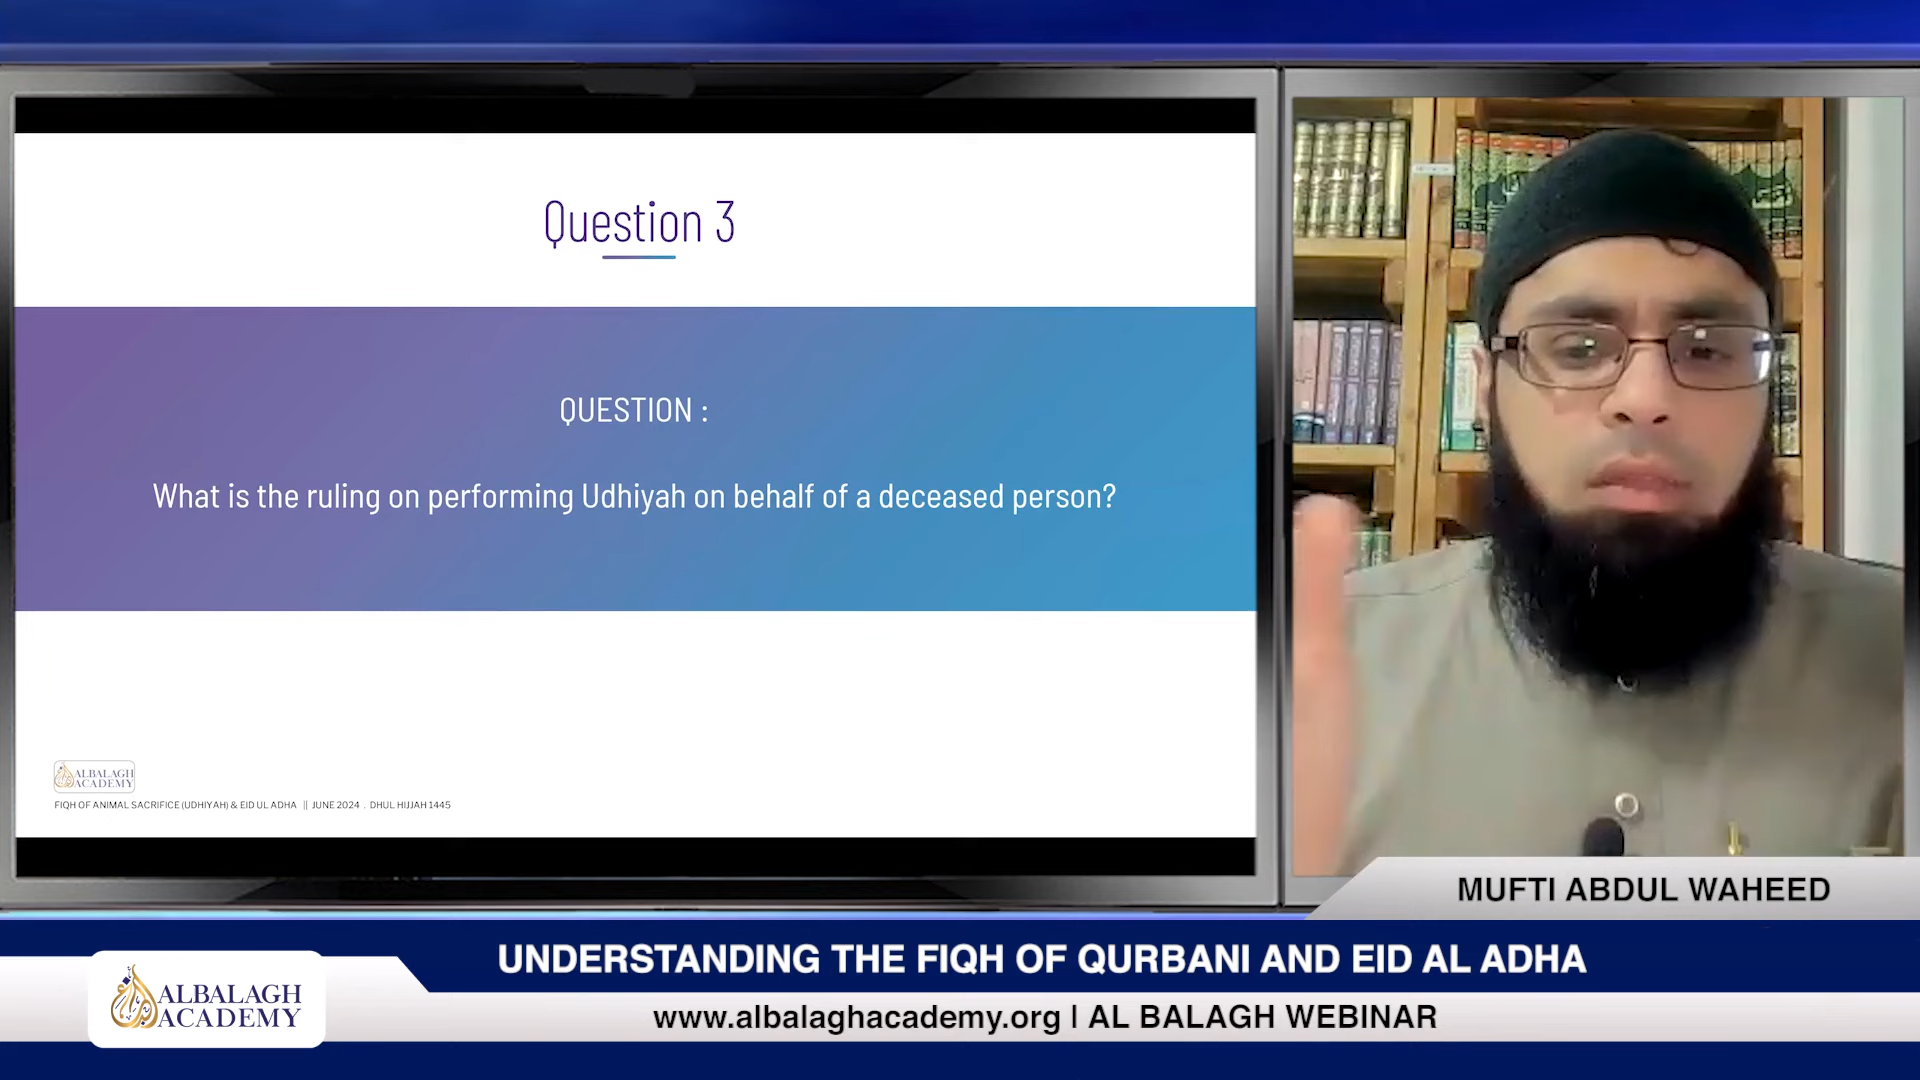 Question 3
QUESTION :
What is the ruling on performing Udhiyah on behalf of a deceased person?
ALBALAGH
ACADEMY
FIQH OF ANIMAL SACRIFICE (UDHIYAH) & EID UL ADHA || JUNE 2024 . DHUL HIJJAH 1445
MUFTI ABDUL WAHEED
UNDERSTANDING THE FIQH OF QURBANI AND EID AL ADHA
ALBALAGH
ACADEMY
www.albalaghacademy.org | AL BALAGH WEBINAR